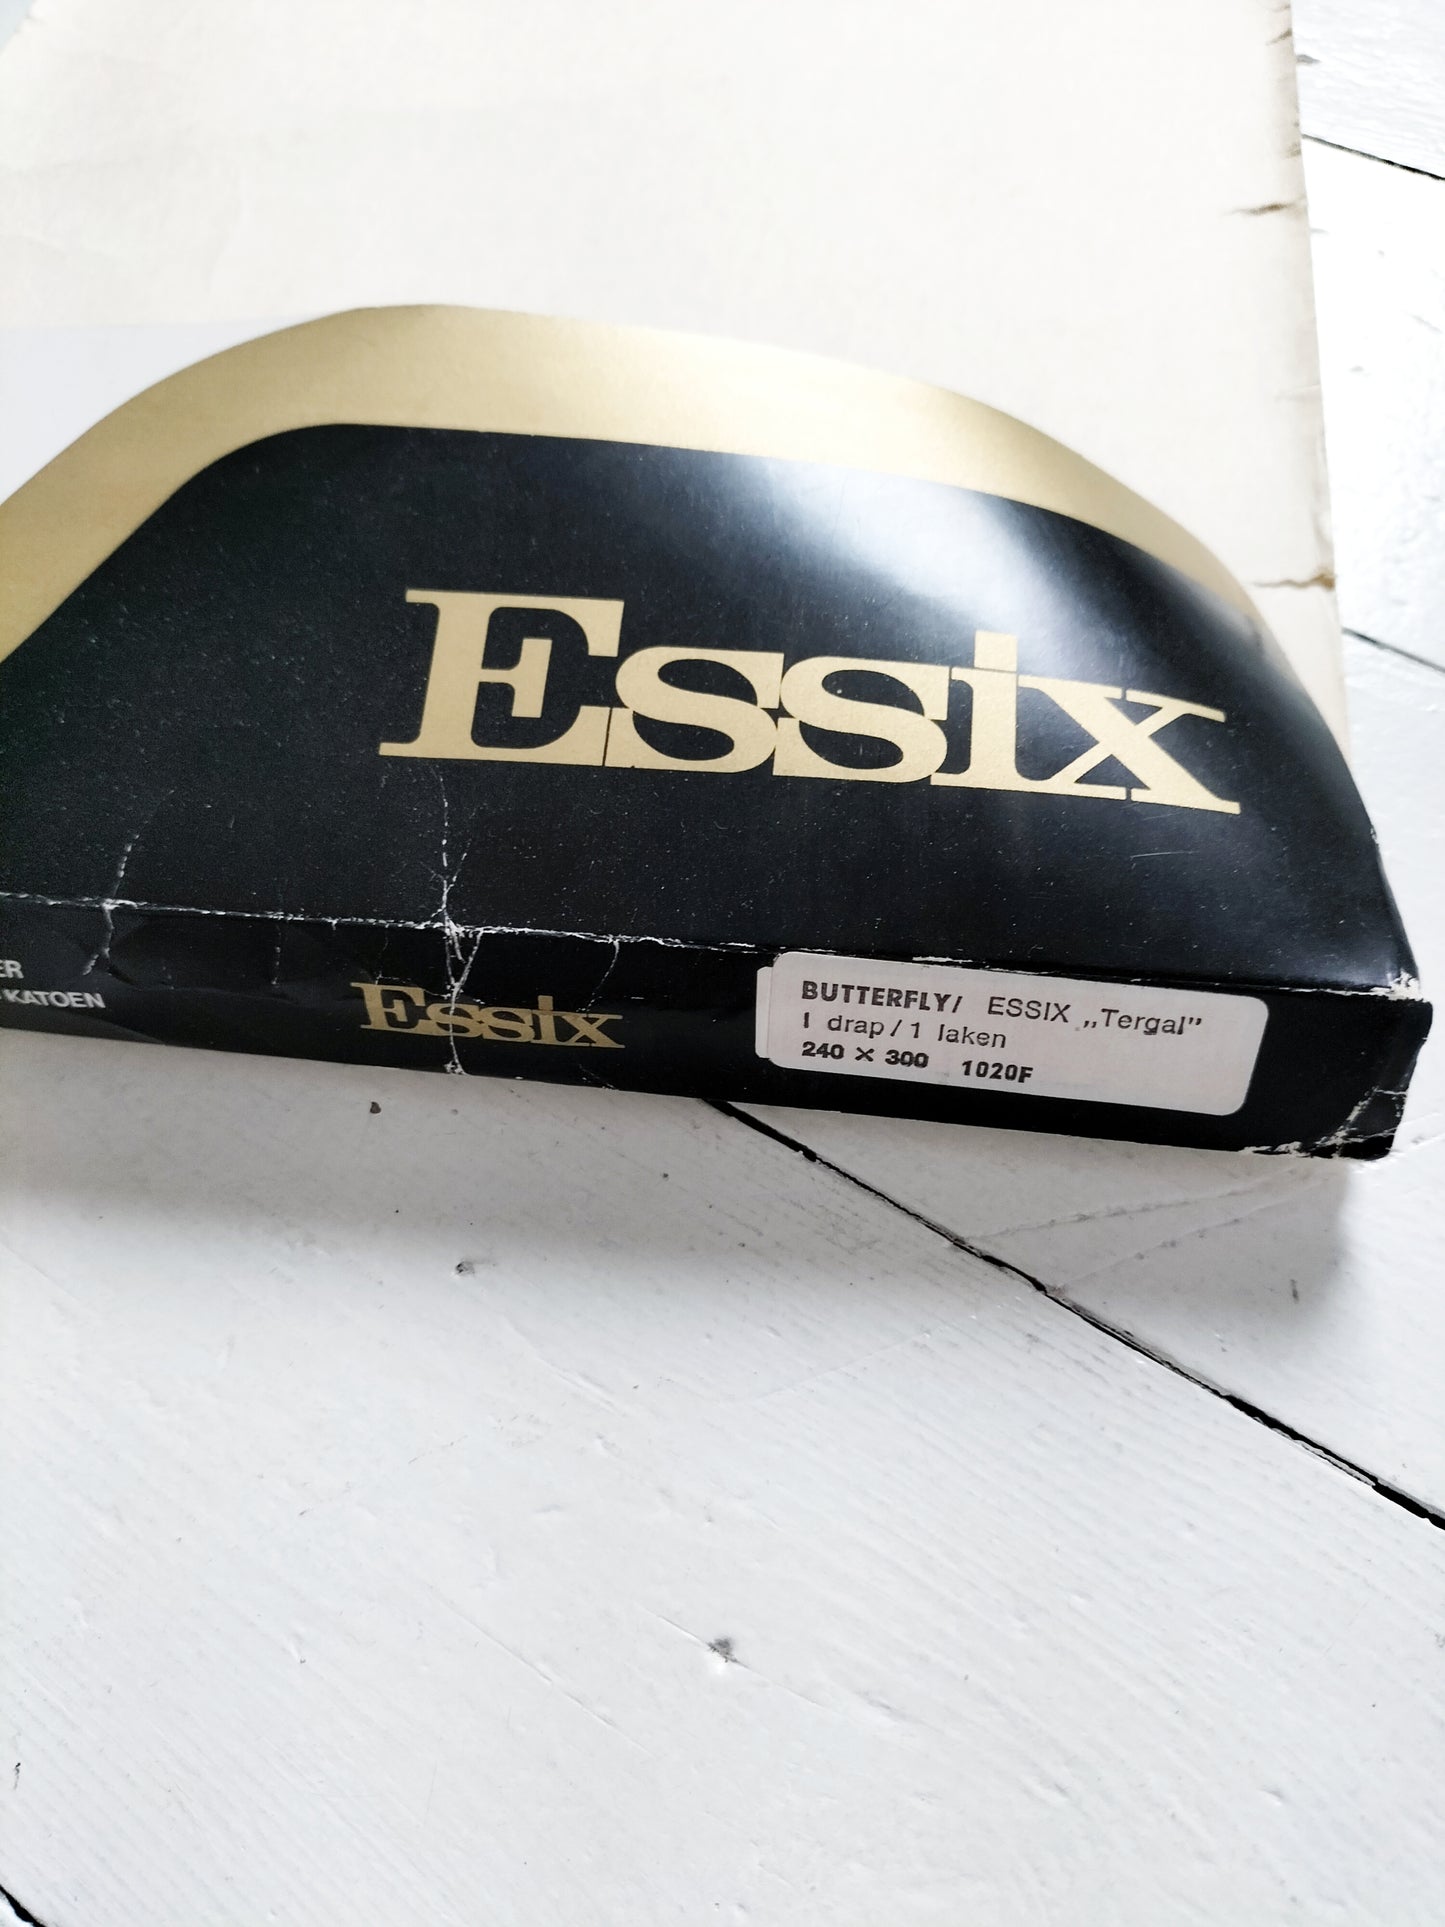 Essix
ER
KATOEN
Essix
BUTTERFLY/ ESSIX „Tergal”
1 drap / 1 laken
240 × 300 1020F